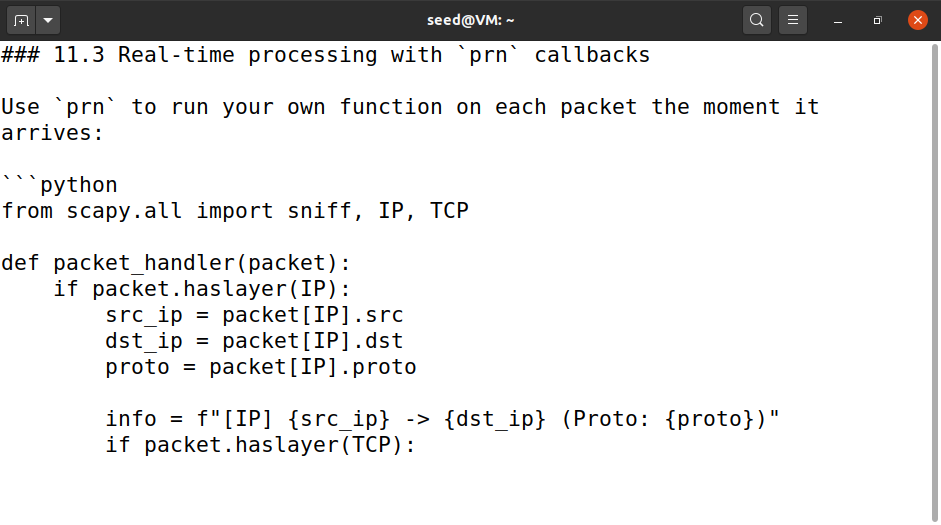 seed@VM: ~
### 11.3 Real-time processing with `prn` callbacks

Use `prn` to run your own function on each packet the moment it
arrives:

```python
from scapy.all import sniff, IP, TCP

def packet_handler(packet):
    if packet.haslayer(IP):
        src_ip = packet[IP].src
        dst_ip = packet[IP].dst
        proto = packet[IP].proto

        info = f"[IP] {src_ip} -> {dst_ip} (Proto: {proto})"
        if packet.haslayer(TCP):